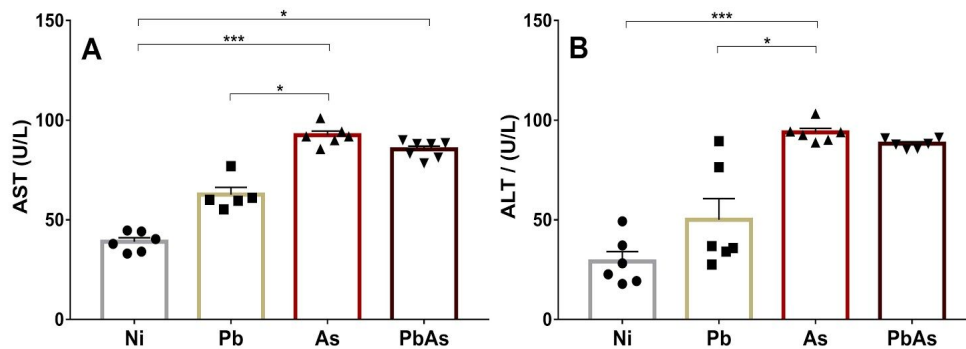 A
AST (U/L)
150
100
50
0
*
***
*
Ni Pb As PbAs
B
ALT / (U/L)
150
100
50
0
***
*
Ni Pb As PbAs